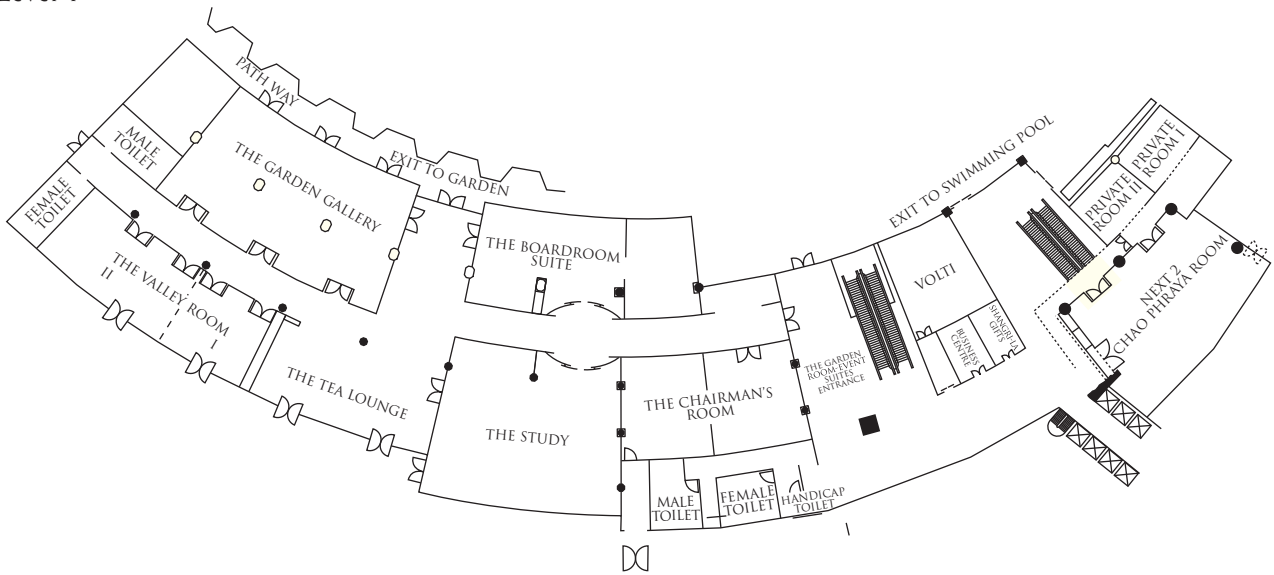 PATH WAY
MALE
TOILET
THE GARDEN GALLERY
EXIT TO GARDEN
FEMALE
TOILET
THE VALLEY ROOM
II
I
THE TEA LOUNGE
THE BOARDROOM
SUITE
THE STUDY
THE CHAIRMAN'S
ROOM
MALE
TOILET
FEMALE
TOILET
HANDICAP
TOILET
THE GARDEN
ROOM-EVENT
SUITES
ENTRANCE
EXIT TO SWIMMING POOL
VOLTI
BUSINESS
CENTRE
SHANGRI-LA
GIFTS
PRIVATE
ROOM I
PRIVATE
ROOM II
NEXT 2
CHAO PHRAYA ROOM